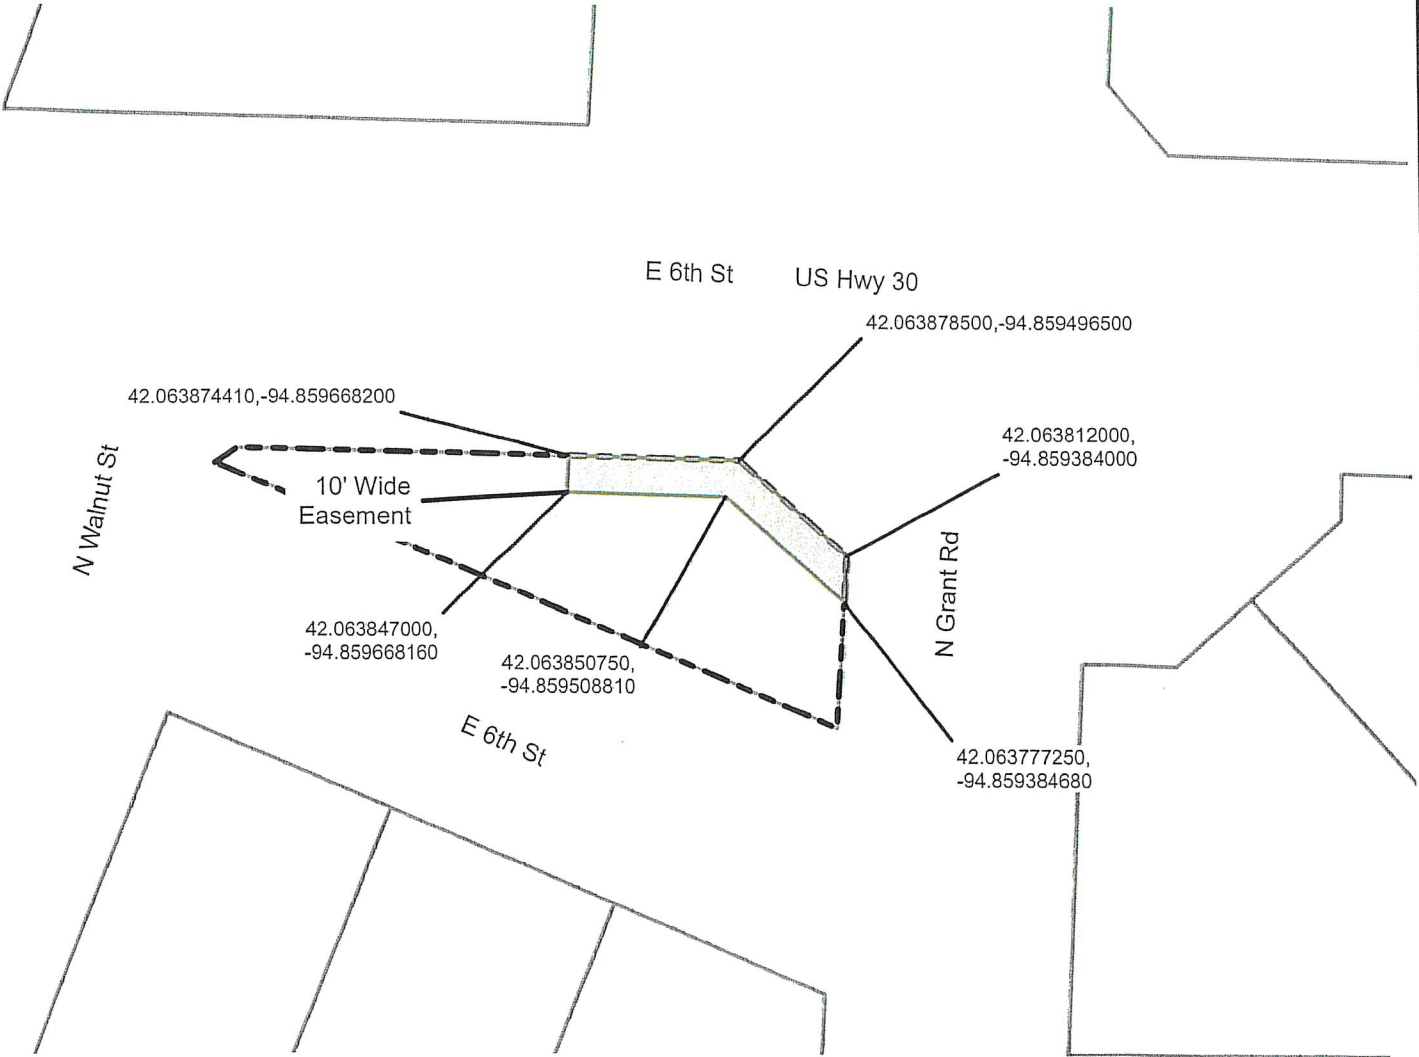 E 6th St
US Hwy 30
42.063878500,-94.859496500
42.063874410,-94.859668200
42.063812000,
-94.859384000
N Walnut St
10' Wide
Easement
N Grant Rd
42.063847000,
-94.859668160
42.063850750,
-94.859508810
E 6th St
42.063777250,
-94.859384680